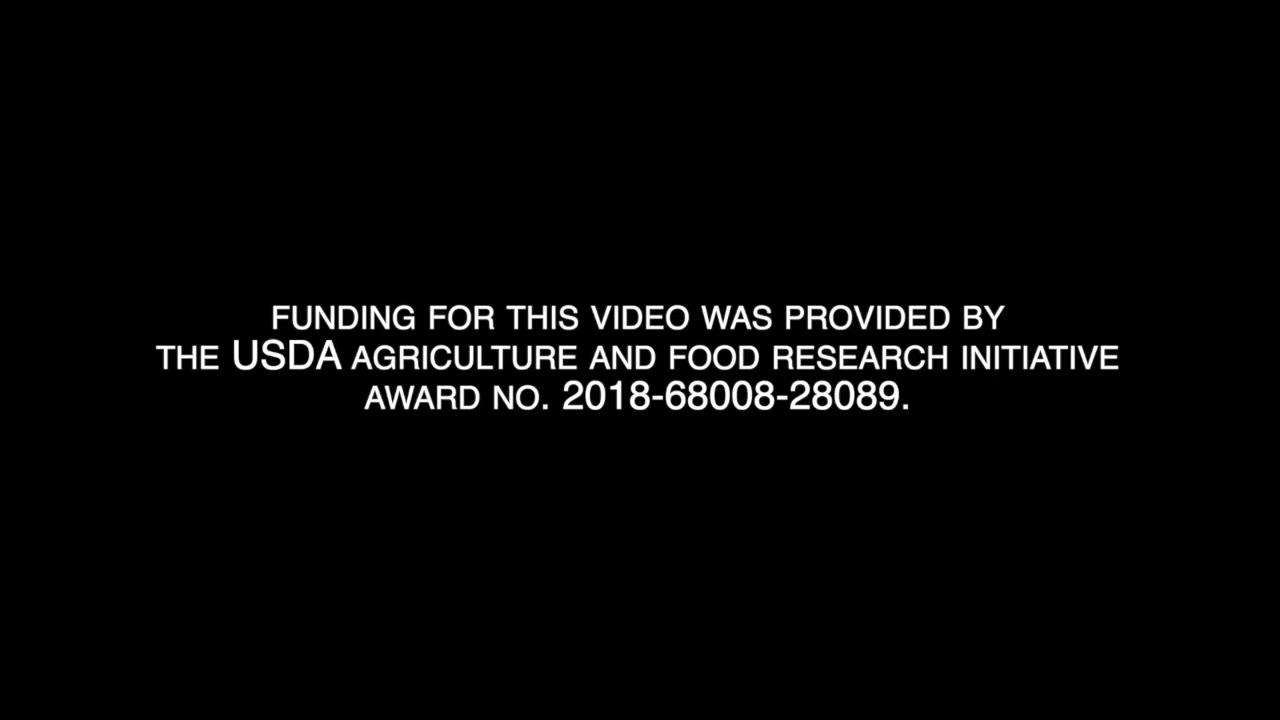 FUNDING FOR THIS VIDEO WAS PROVIDED BY
THE USDA AGRICULTURE AND FOOD RESEARCH INITIATIVE
AWARD NO. 2018-68008-28089.